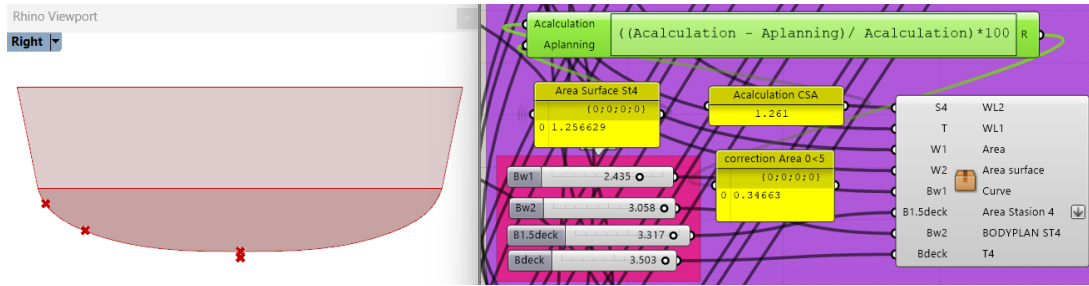 Rhino Viewport
Right
Acalculation
Aplanning
((Acalculation - Aplanning)/ Acalculation)*100
R
Area Surface St4
{0;0;0;0}
0 1.256629
Acalculation CSA
1.261
correction Area 0<5
{0;0;0;0}
0 0.34663
Bw1 2.435
Bw2 3.058
B1.5deck 3.317
Bdeck 3.503
S4 WL2
T WL1
W1 Area
W2 Area surface
Bw1 Curve
B1.5deck Area Stasion 4
Bw2 BODYPLAN ST4
Bdeck T4